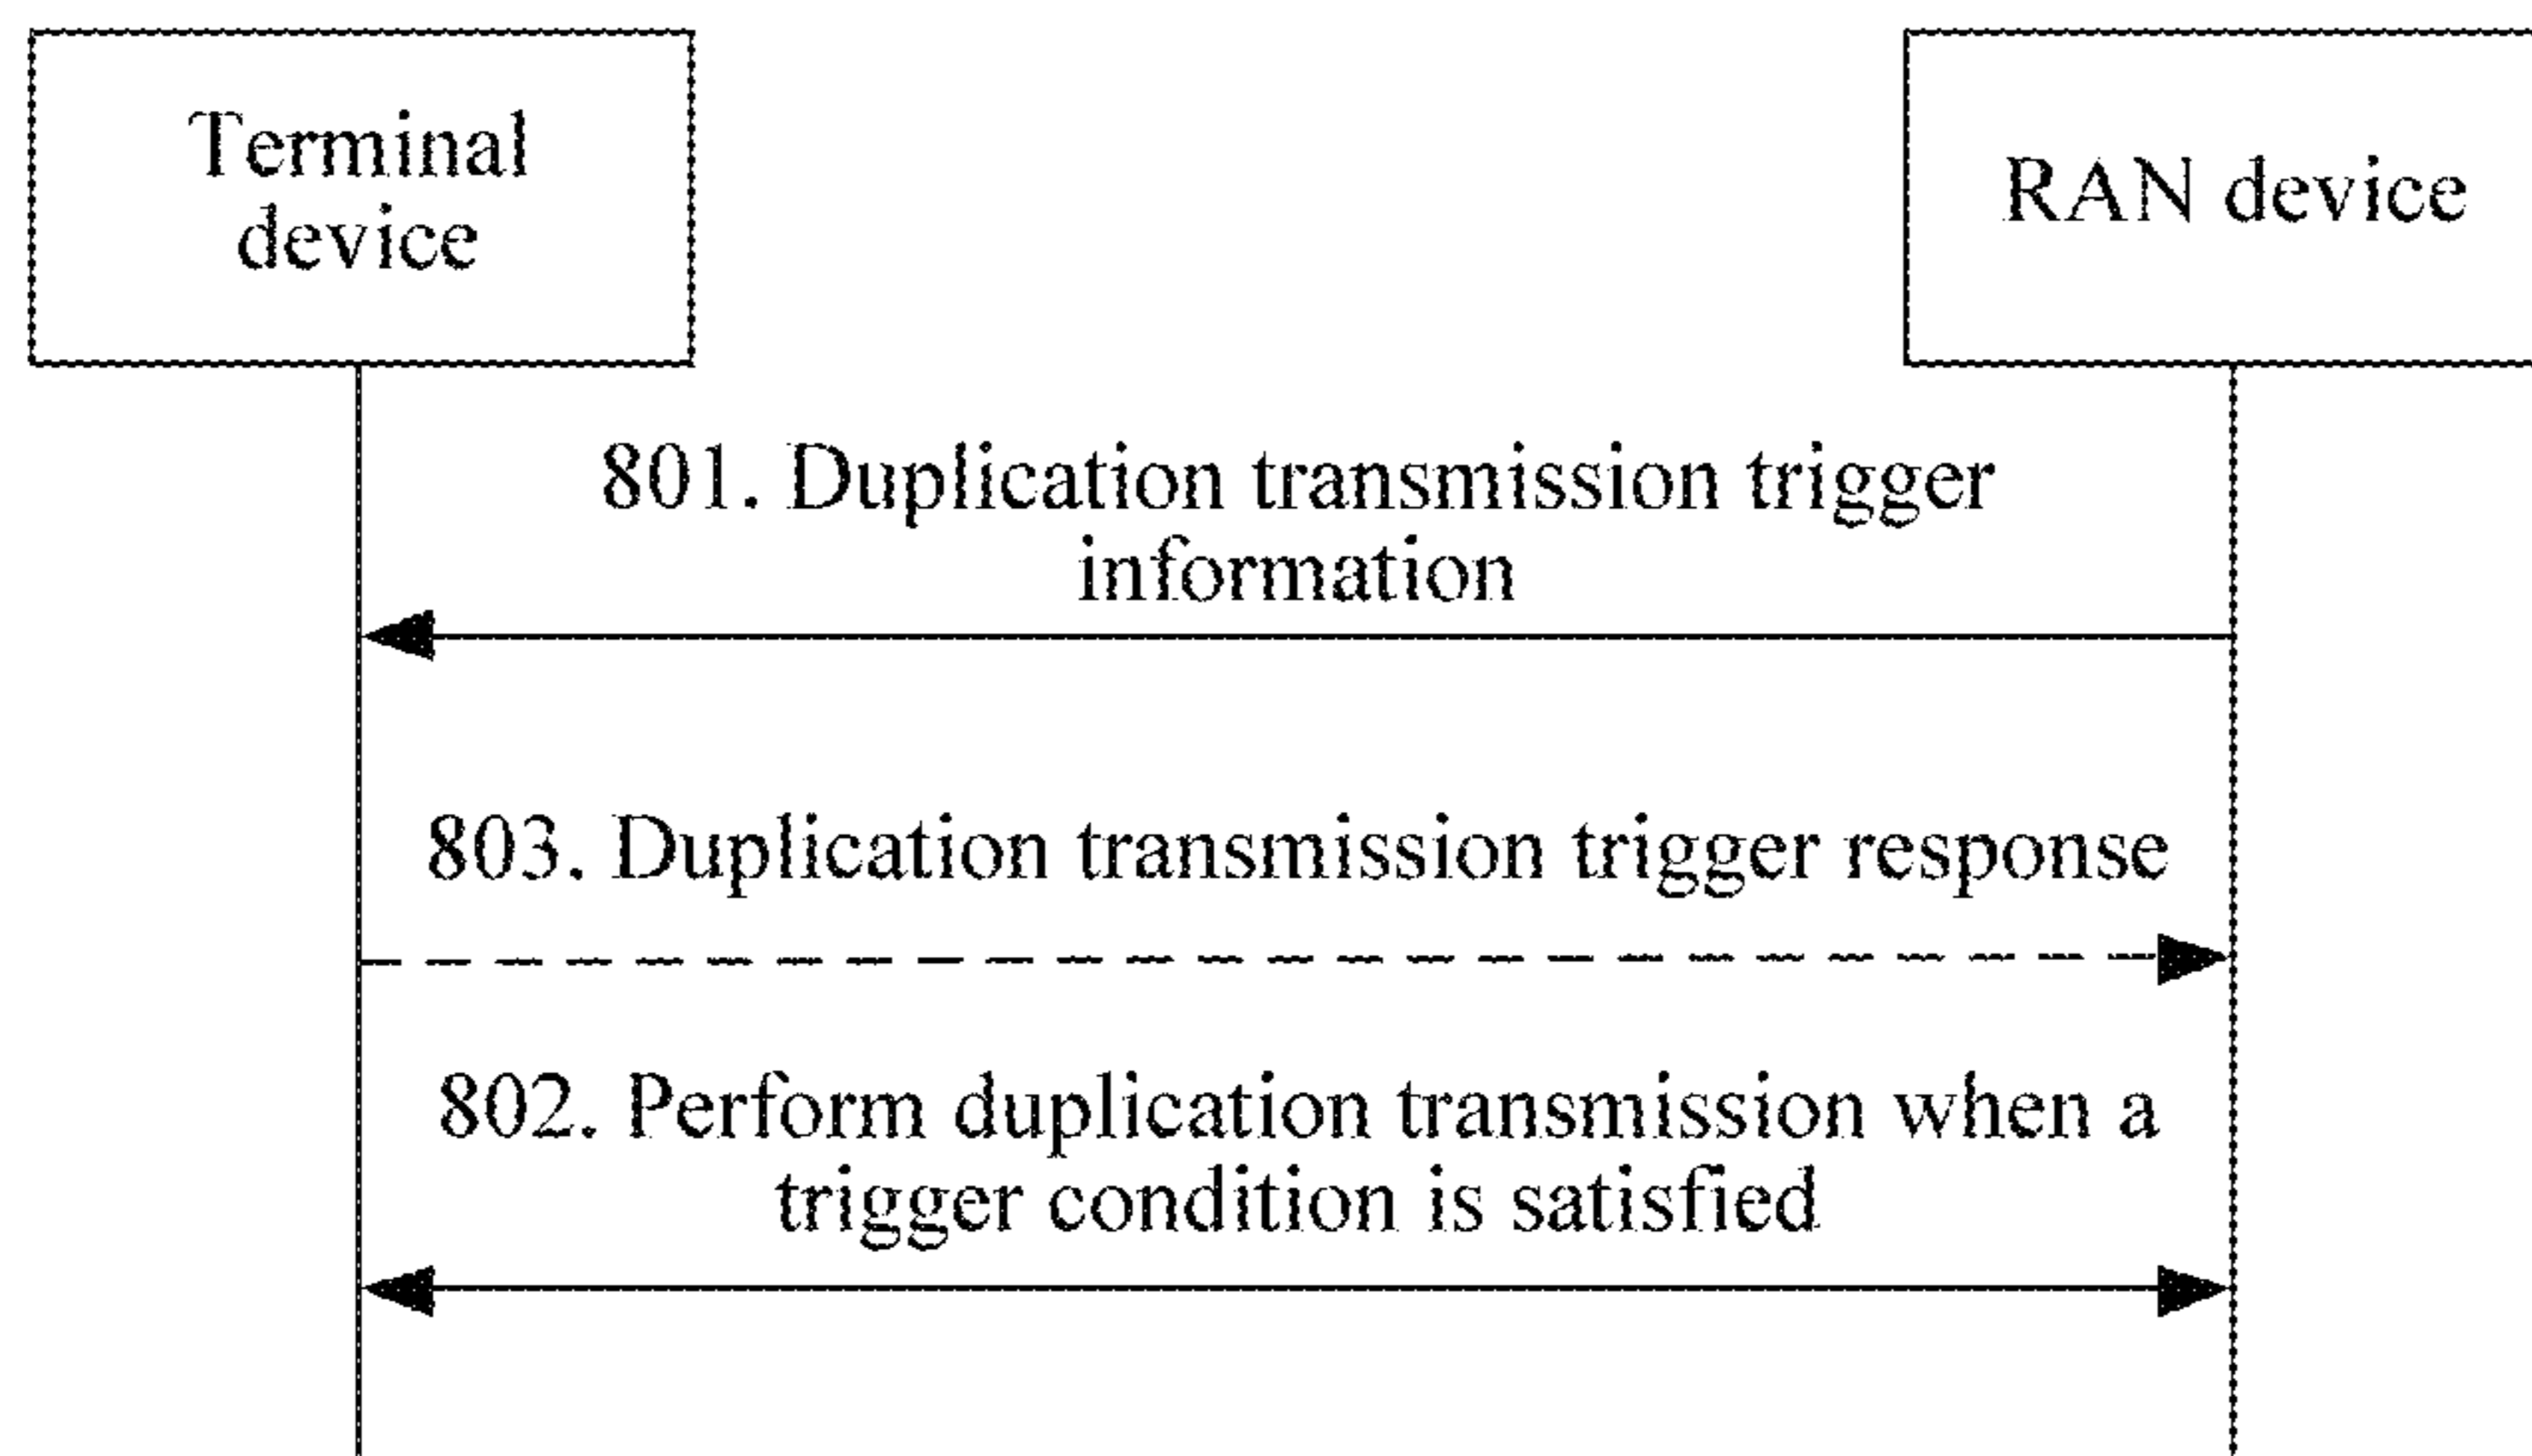 Terminal
device
RAN device
801. Duplication transmission trigger
information
803. Duplication transmission trigger response
802. Perform duplication transmission when a
trigger condition is satisfied